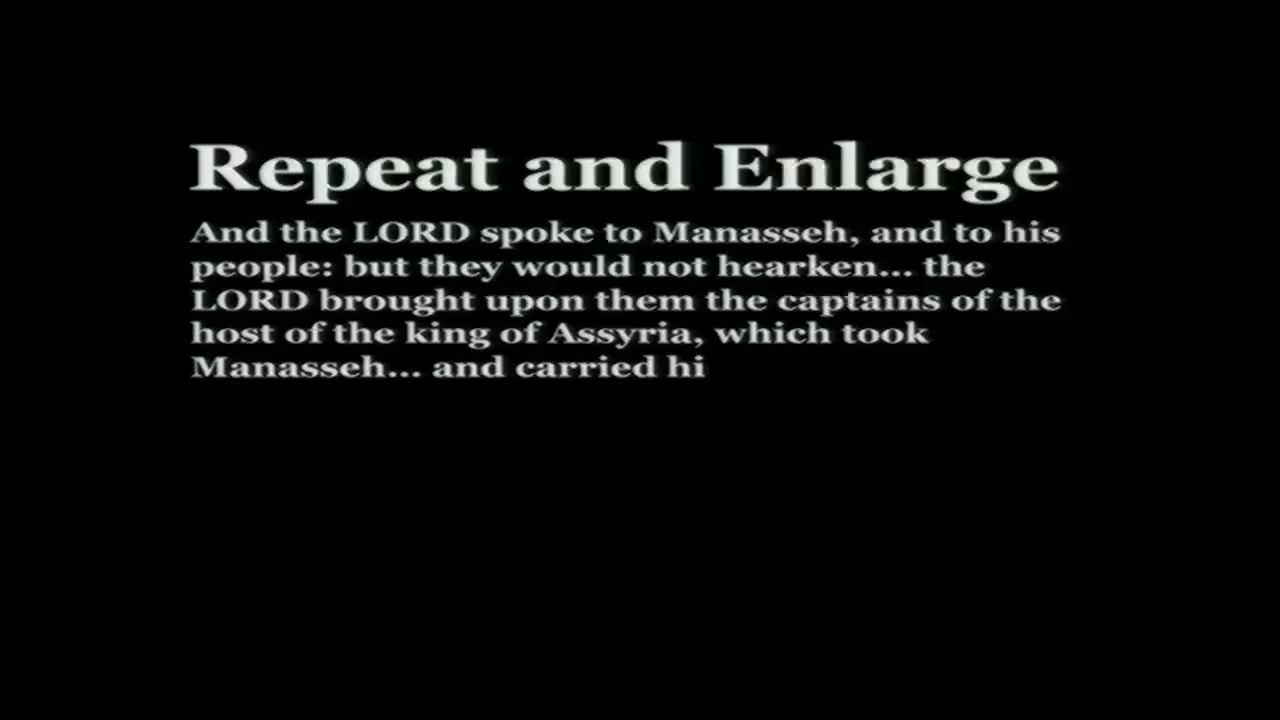 Repeat and Enlarge
And the LORD spoke to Manasseh, and to his
people: but they would not hearken... the
LORD brought upon them the captains of the
host of the king of Assyria, which took
Manasseh... and carried hi